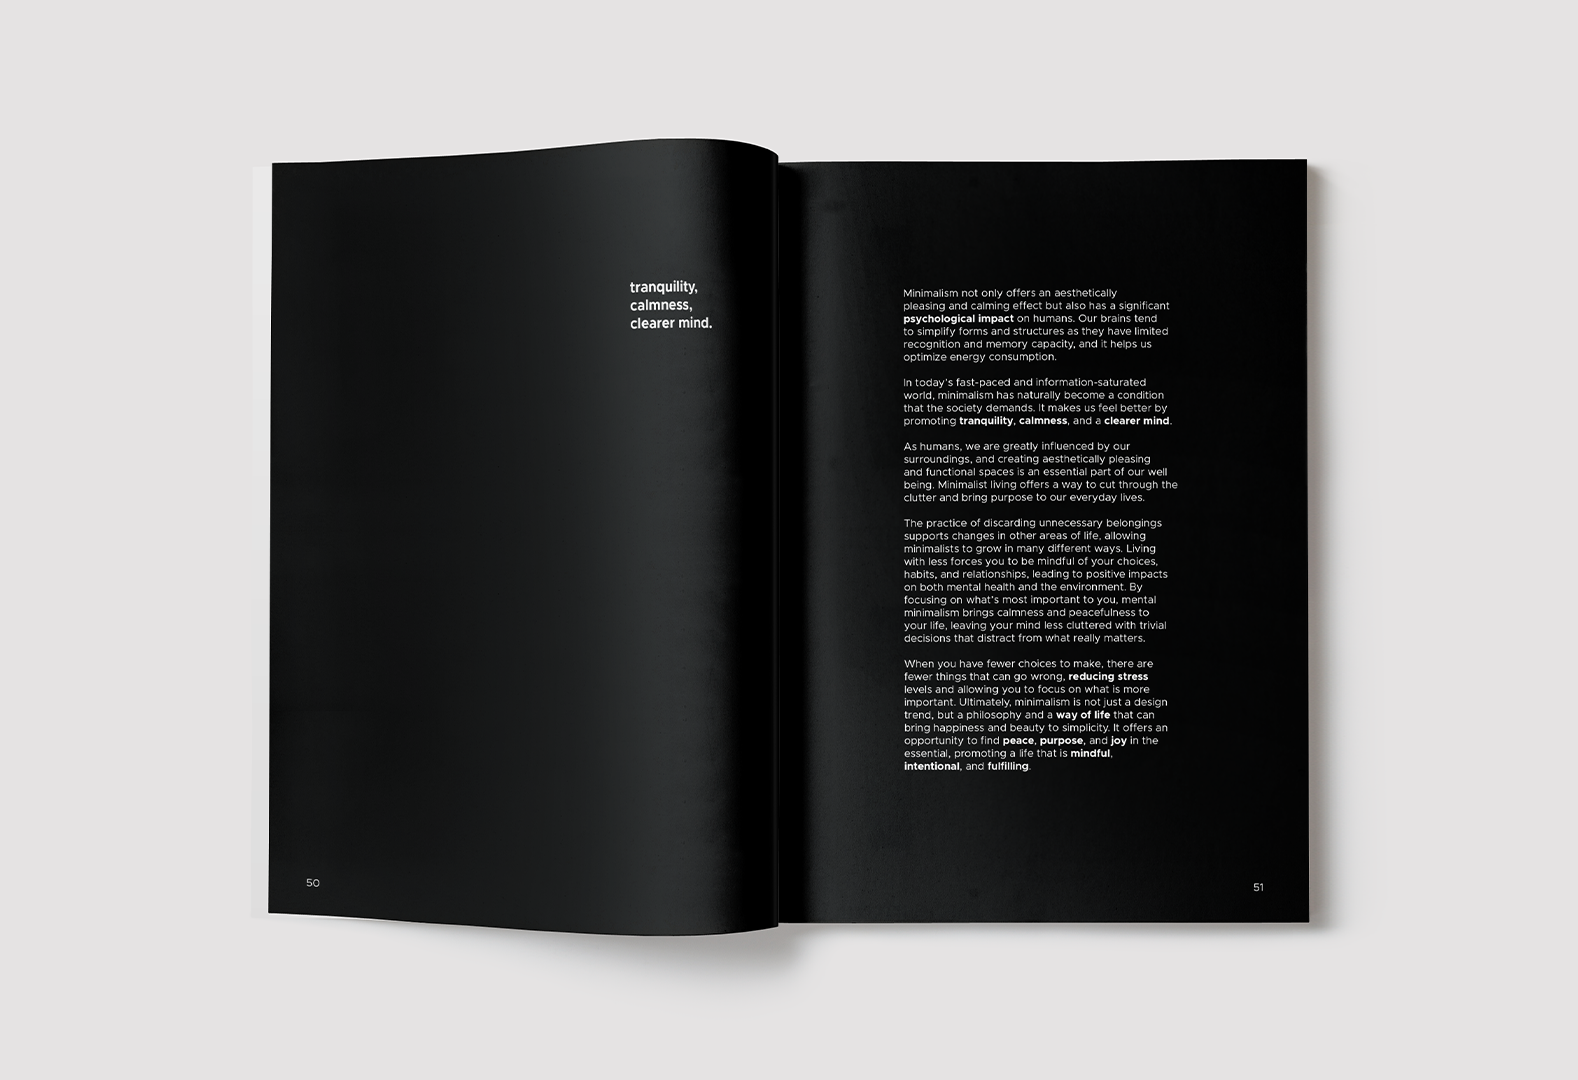 tranquility,
calmness,
clearer mind.
50
Minimalism not only offers an aesthetically
pleasing and calming effect but also has a significant
psychological impact on humans. Our brains tend
to simplify forms and structures as they have limited
recognition and memory capacity, and it helps us
optimize energy consumption.
In today's fast-paced and information-saturated
world, minimalism has naturally become a condition
that the society demands. It makes us feel better by
promoting tranquility, calmness, and a clearer mind.
As humans, we are greatly influenced by our
surroundings, and creating aesthetically pleasing
and functional spaces is an essential part of our well
being. Minimalist living offers a way to cut through the
clutter and bring purpose to our everyday lives.
The practice of discarding unnecessary belongings
supports changes in other areas of life, allowing
minimalists to grow in many different ways. Living
with less forces you to be mindful of your choices,
habits, and relationships, leading to positive impacts
on both mental health and the environment. By
focusing on what's most important to you, mental
minimalism brings calmness and peacefulness to
your life, leaving your mind less cluttered with trivial
decisions that distract from what really matters.
When you have fewer choices to make, there are
fewer things that can go wrong, reducing stress
levels and allowing you to focus on what is more
important. Ultimately, minimalism is not just a design
trend, but a philosophy and a way of life that can
bring happiness and beauty to simplicity. It offers an
opportunity to find peace, purpose, and joy in the
essential, promoting a life that is mindful,
intentional, and fulfilling.
51